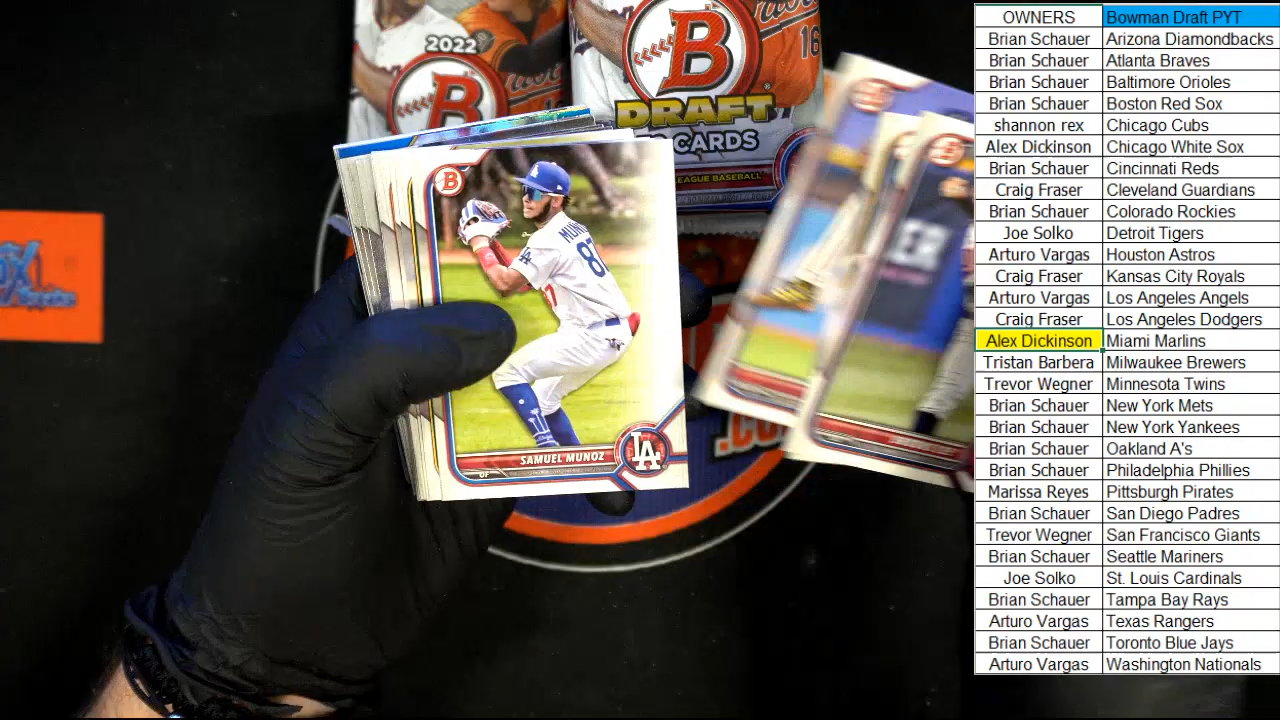 2022
B
B
16
DRAFT
CARDS
LEAGUE BASEBALL
B
MUNOZ
87
LA
SAMUEL MUNOZ
OF
LA
ER
.CO
OWNERS Bowman Draft PYT
Brian Schauer Arizona Diamondbacks
Brian Schauer Atlanta Braves
Brian Schauer Baltimore Orioles
Brian Schauer Boston Red Sox
shannon rex Chicago Cubs
Alex Dickinson Chicago White Sox
Brian Schauer Cincinnati Reds
Craig Fraser Cleveland Guardians
Brian Schauer Colorado Rockies
Joe Solko Detroit Tigers
Arturo Vargas Houston Astros
Craig Fraser Kansas City Royals
Arturo Vargas Los Angeles Angels
Craig Fraser Los Angeles Dodgers
Alex Dickinson Miami Marlins
Tristan Barbera Milwaukee Brewers
Trevor Wegner Minnesota Twins
Brian Schauer New York Mets
Brian Schauer New York Yankees
Brian Schauer Oakland A's
Brian Schauer Philadelphia Phillies
Marissa Reyes Pittsburgh Pirates
Brian Schauer San Diego Padres
Trevor Wegner San Francisco Giants
Brian Schauer Seattle Mariners
Joe Solko St. Louis Cardinals
Brian Schauer Tampa Bay Rays
Arturo Vargas Texas Rangers
Brian Schauer Toronto Blue Jays
Arturo Vargas Washington Nationals